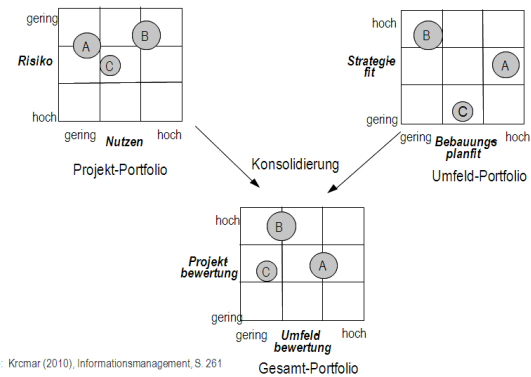 gering
Risiko
hoch
A
B
C
gering
hoch
Nutzen
Projekt-Portfolio
hoch
Strategie
fit
gering
B
A
C
gering
hoch
Bebauungs-
planfit
Umfeld-Portfolio
Konsolidierung
hoch
Projekt
bewertung
gering
B
C
A
gering
hoch
Umfeld
bewertung
Gesamt-Portfolio
: Krcmar (2010), Informationsmanagement, S. 261